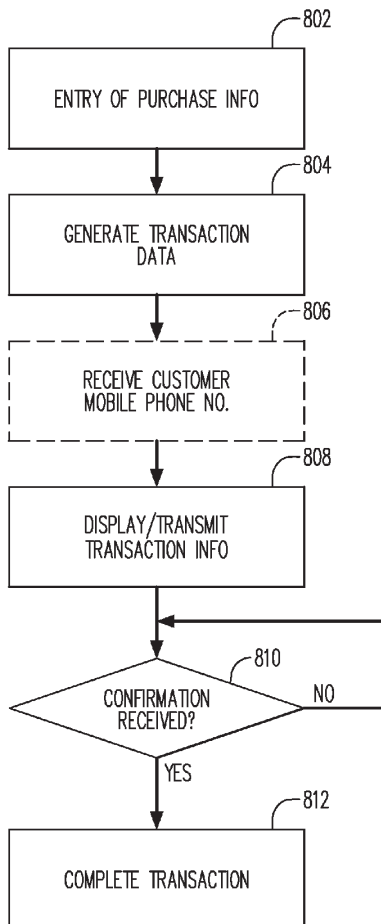 802
ENTRY OF PURCHASE INFO
804
GENERATE TRANSACTION
DATA
806
RECEIVE CUSTOMER
MOBILE PHONE NO.
808
DISPLAY/TRANSMIT
TRANSACTION INFO
810
CONFIRMATION
RECEIVED?
NO
YES
812
COMPLETE TRANSACTION